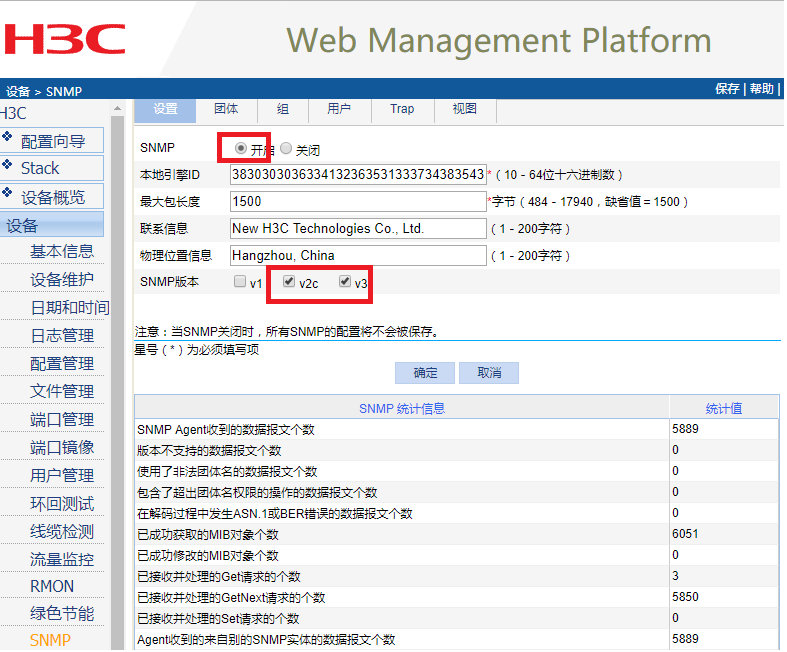 H3C
Web Management Platform
设备 > SNMP
保存 | 帮助 |
H3C
配置向导
Stack
设备概览
设备
基本信息
设备维护
日期和时间
日志管理
配置管理
文件管理
端口管理
端口镜像
用户管理
环回测试
线缆检测
流量监控
RMON
绿色节能
SNMP
设置 团体 组 用户 Trap 视图
SNMP 开启 关闭
本地引擎ID 3830303036334132363531333734383543 *（10－64位十六进制数）
最大包长度 1500 *字节（484－17940，缺省值＝1500）
联系信息 New H3C Technologies Co., Ltd. （1－200字符）
物理位置信息 Hangzhou, China （1－200字符）
SNMP版本 v1 v2c v3
注意：当SNMP关闭时，所有SNMP的配置将不会被保存。
星号（*）为必须填写项
确定 取消
SNMP 统计信息 统计值
SNMP Agent收到的数据报文个数 5889
版本不支持的数据报文个数 0
使用了非法团体名的数据报文个数 0
包含了超出团体名权限的操作的数据报文个数 0
在解码过程中发生ASN.1或BER错误的数据报文个数 0
已成功获取的MIB对象个数 6051
已成功修改的MIB对象个数 0
已接收并处理的Get请求的个数 3
已接收并处理的GetNext请求的个数 5850
已接收并处理的Set请求的个数 0
Agent收到的来自别的SNMP实体的数据报文个数 5889